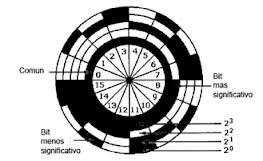 Comun
Bit
mas
significativo
0
1
2
3
4
5
6
7
8
9
10
11
12
13
14
15
Bit
menos
significativo
2³
2²
2¹
2⁰